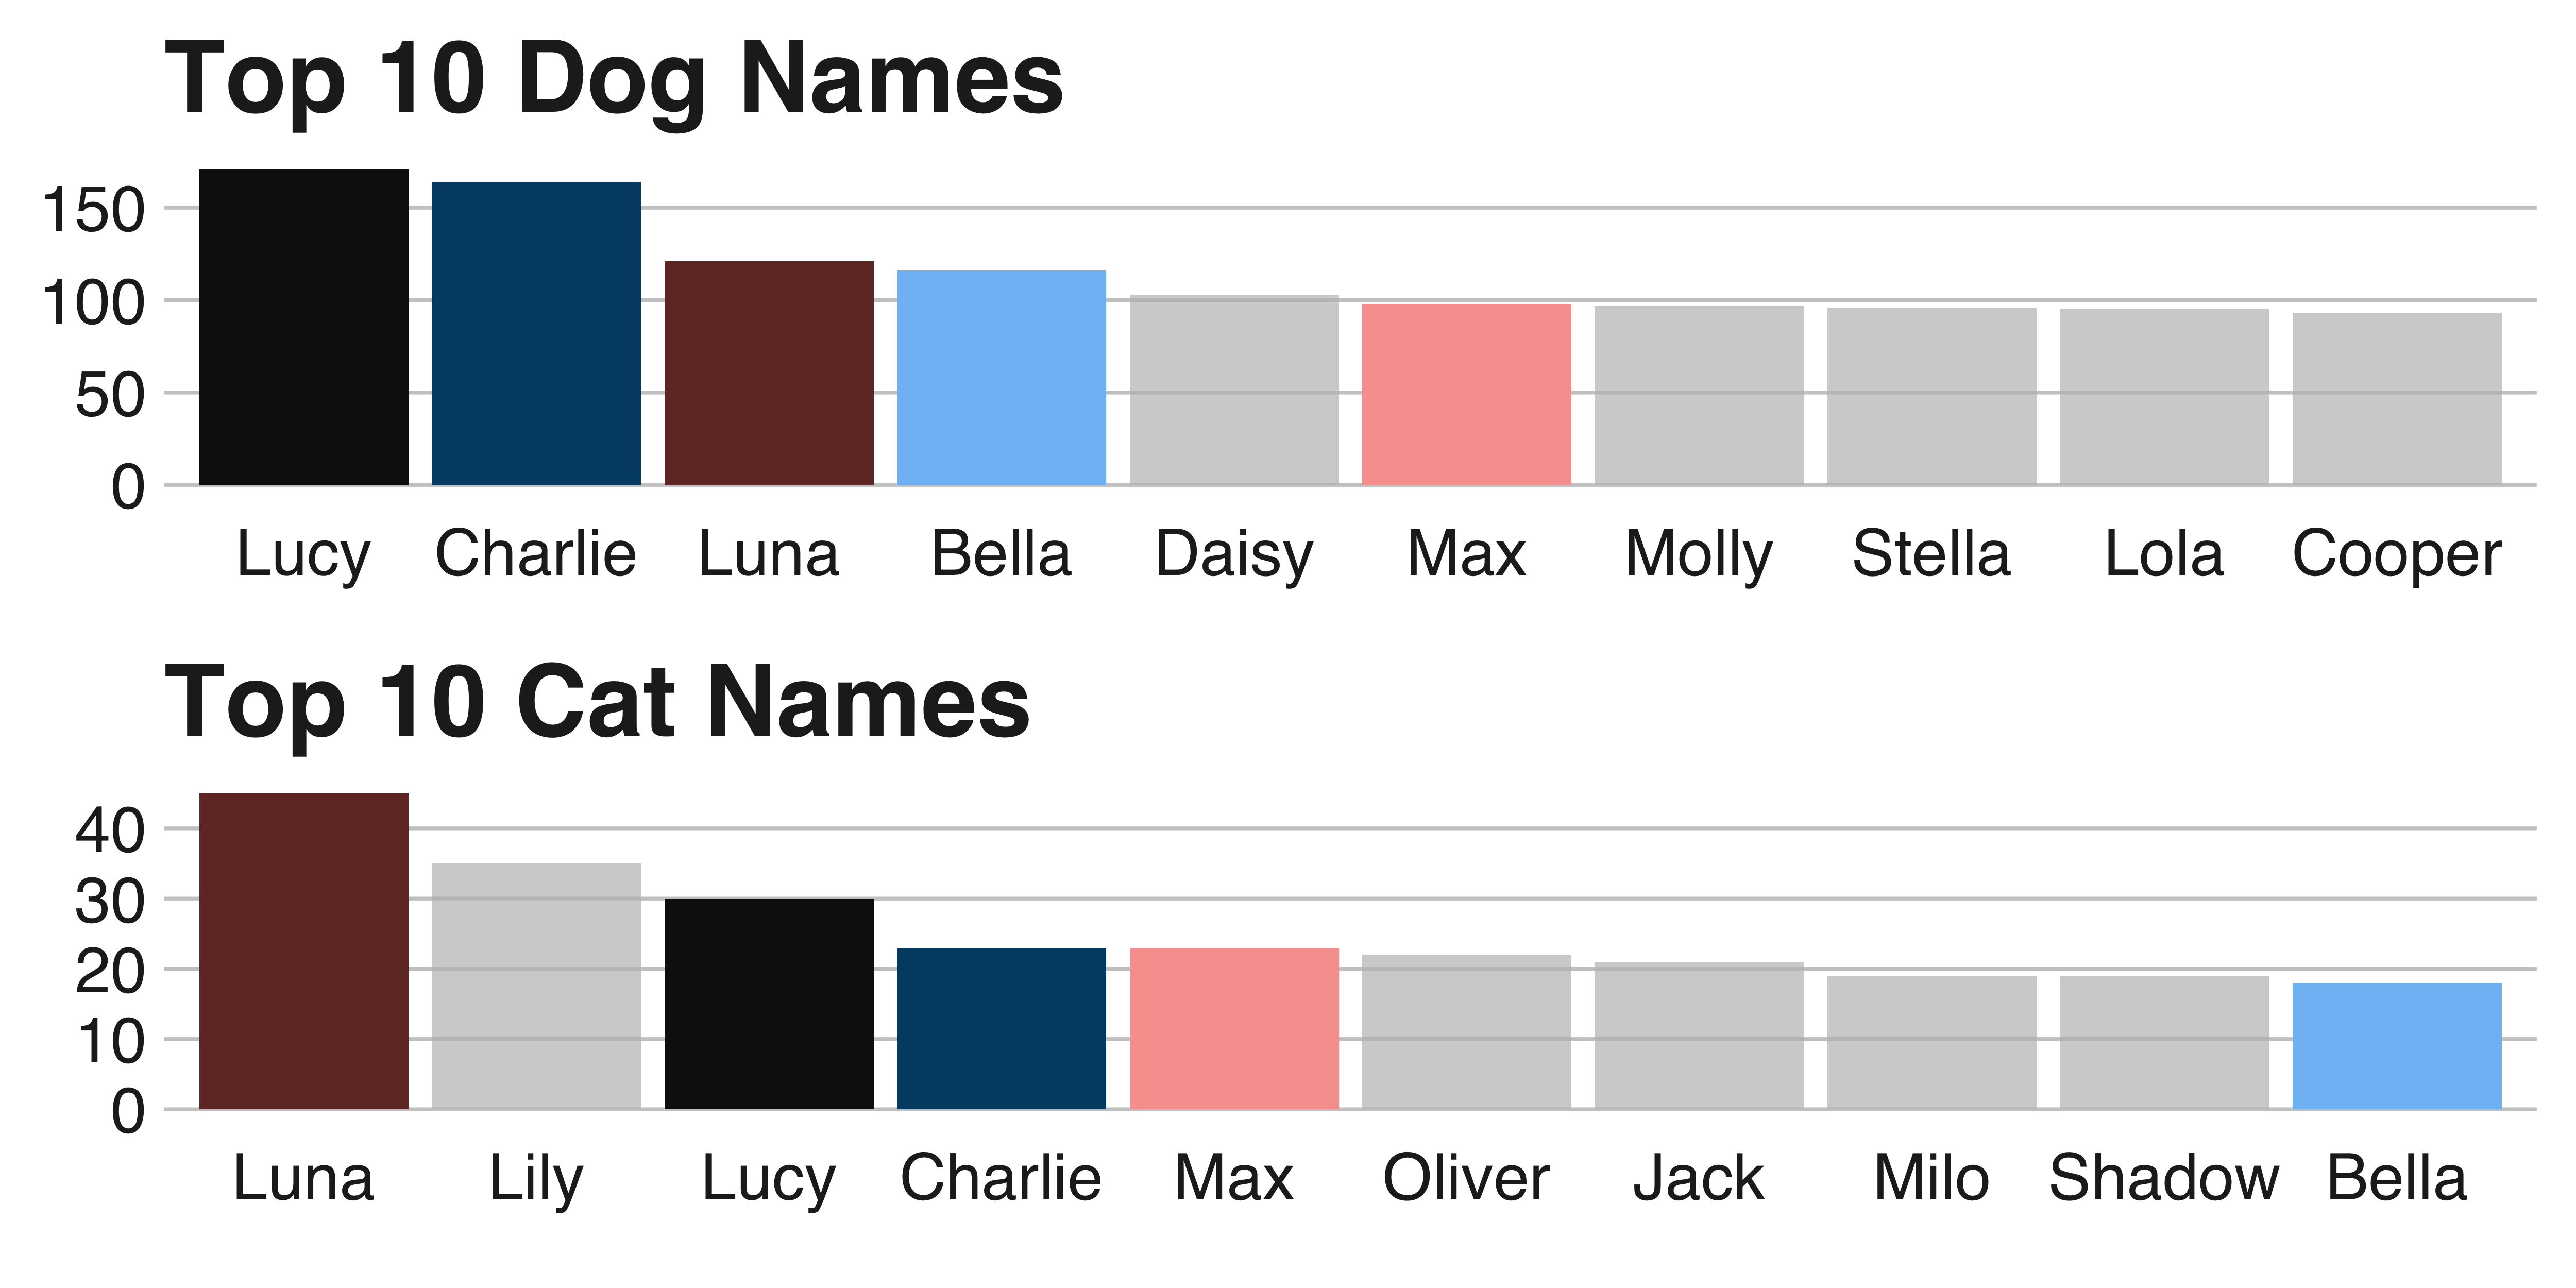 Top 10 Dog Names
150
100
50
0
Lucy Charlie Luna Bella Daisy Max Molly Stella Lola Cooper
Top 10 Cat Names
40
30
20
10
0
Luna Lily Lucy Charlie Max Oliver Jack Milo Shadow Bella